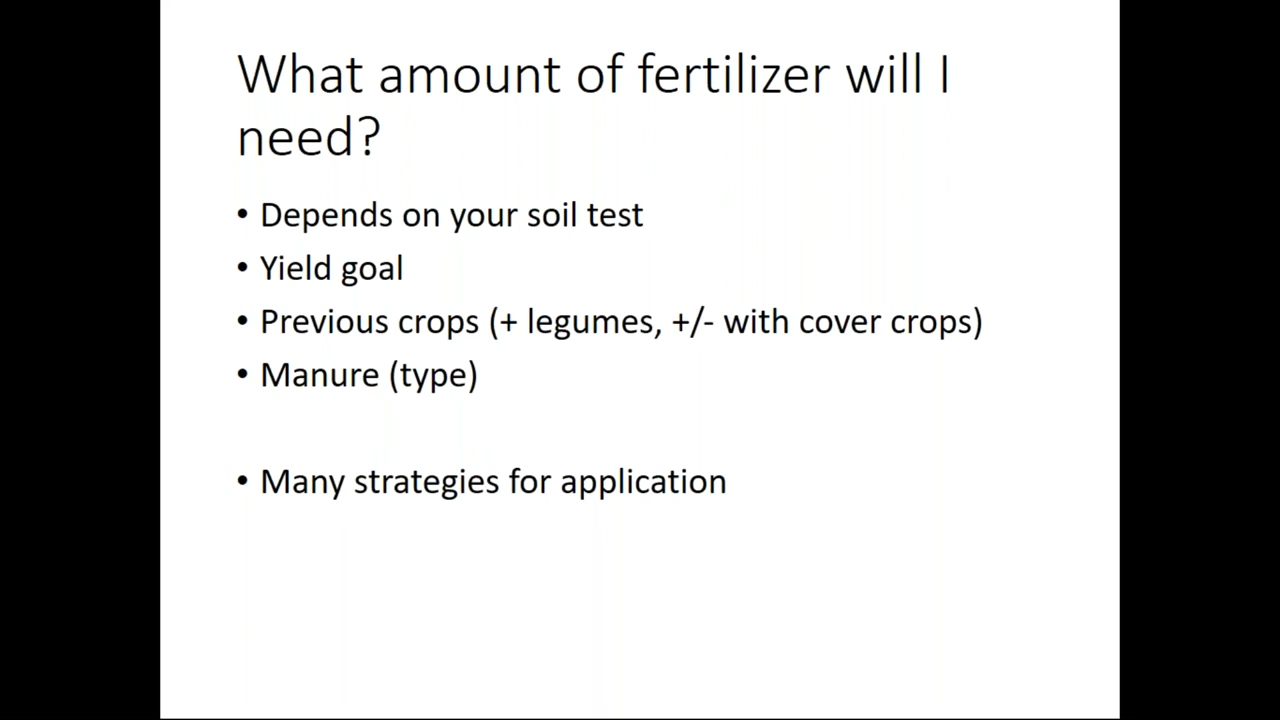 What amount of fertilizer will I
need?
• Depends on your soil test
• Yield goal
• Previous crops (+ legumes, +/- with cover crops)
• Manure (type)
• Many strategies for application